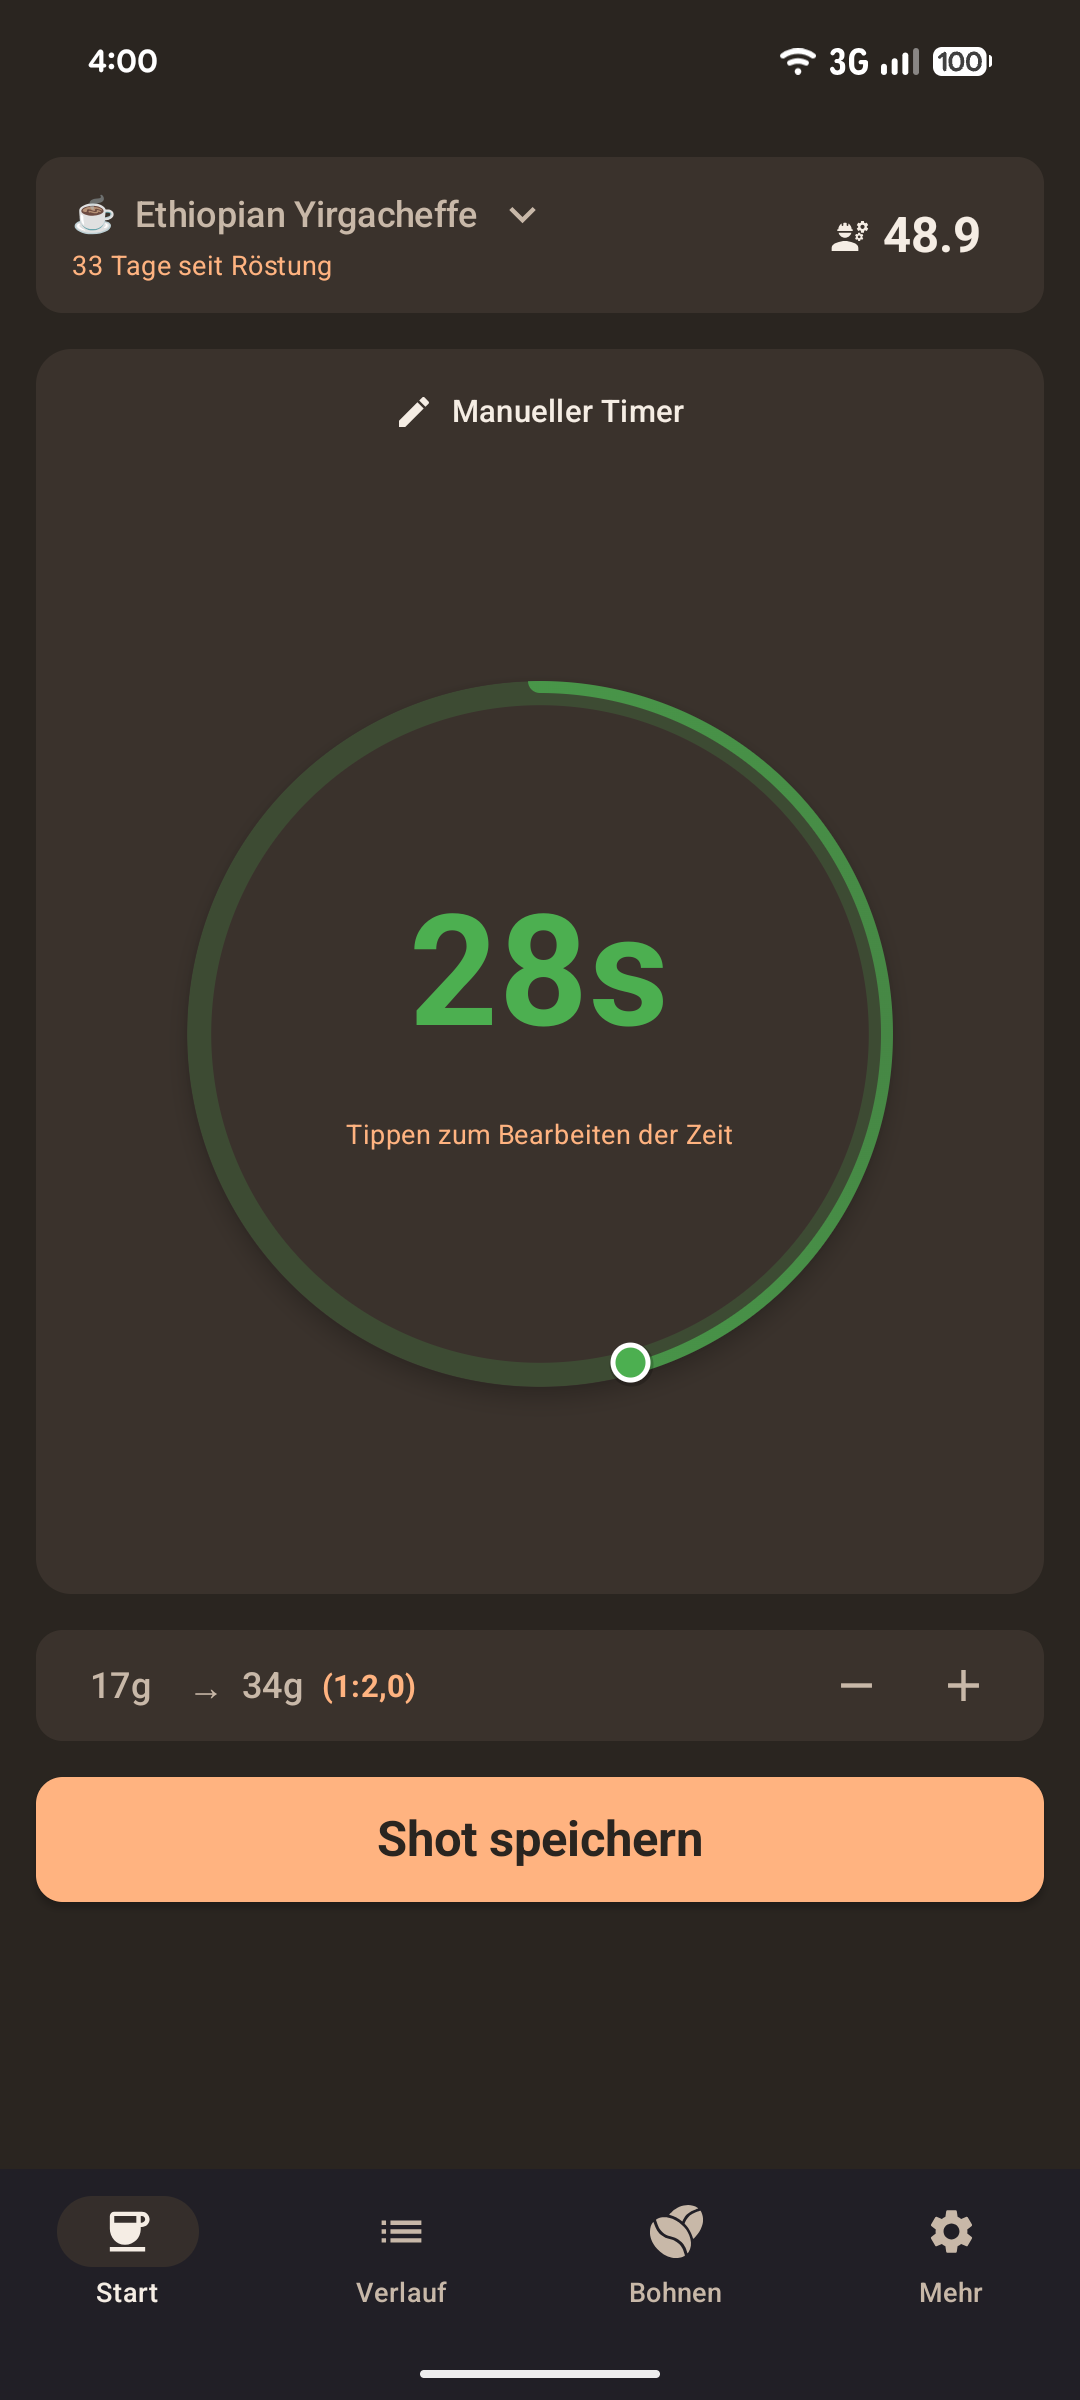 4:00
3G
100
Ethiopian Yirgacheffe
33 Tage seit Röstung
48.9
Manueller Timer
28s
Tippen zum Bearbeiten der Zeit
17g → 34g (1:2,0)
Shot speichern
Start
Verlauf
Bohnen
Mehr